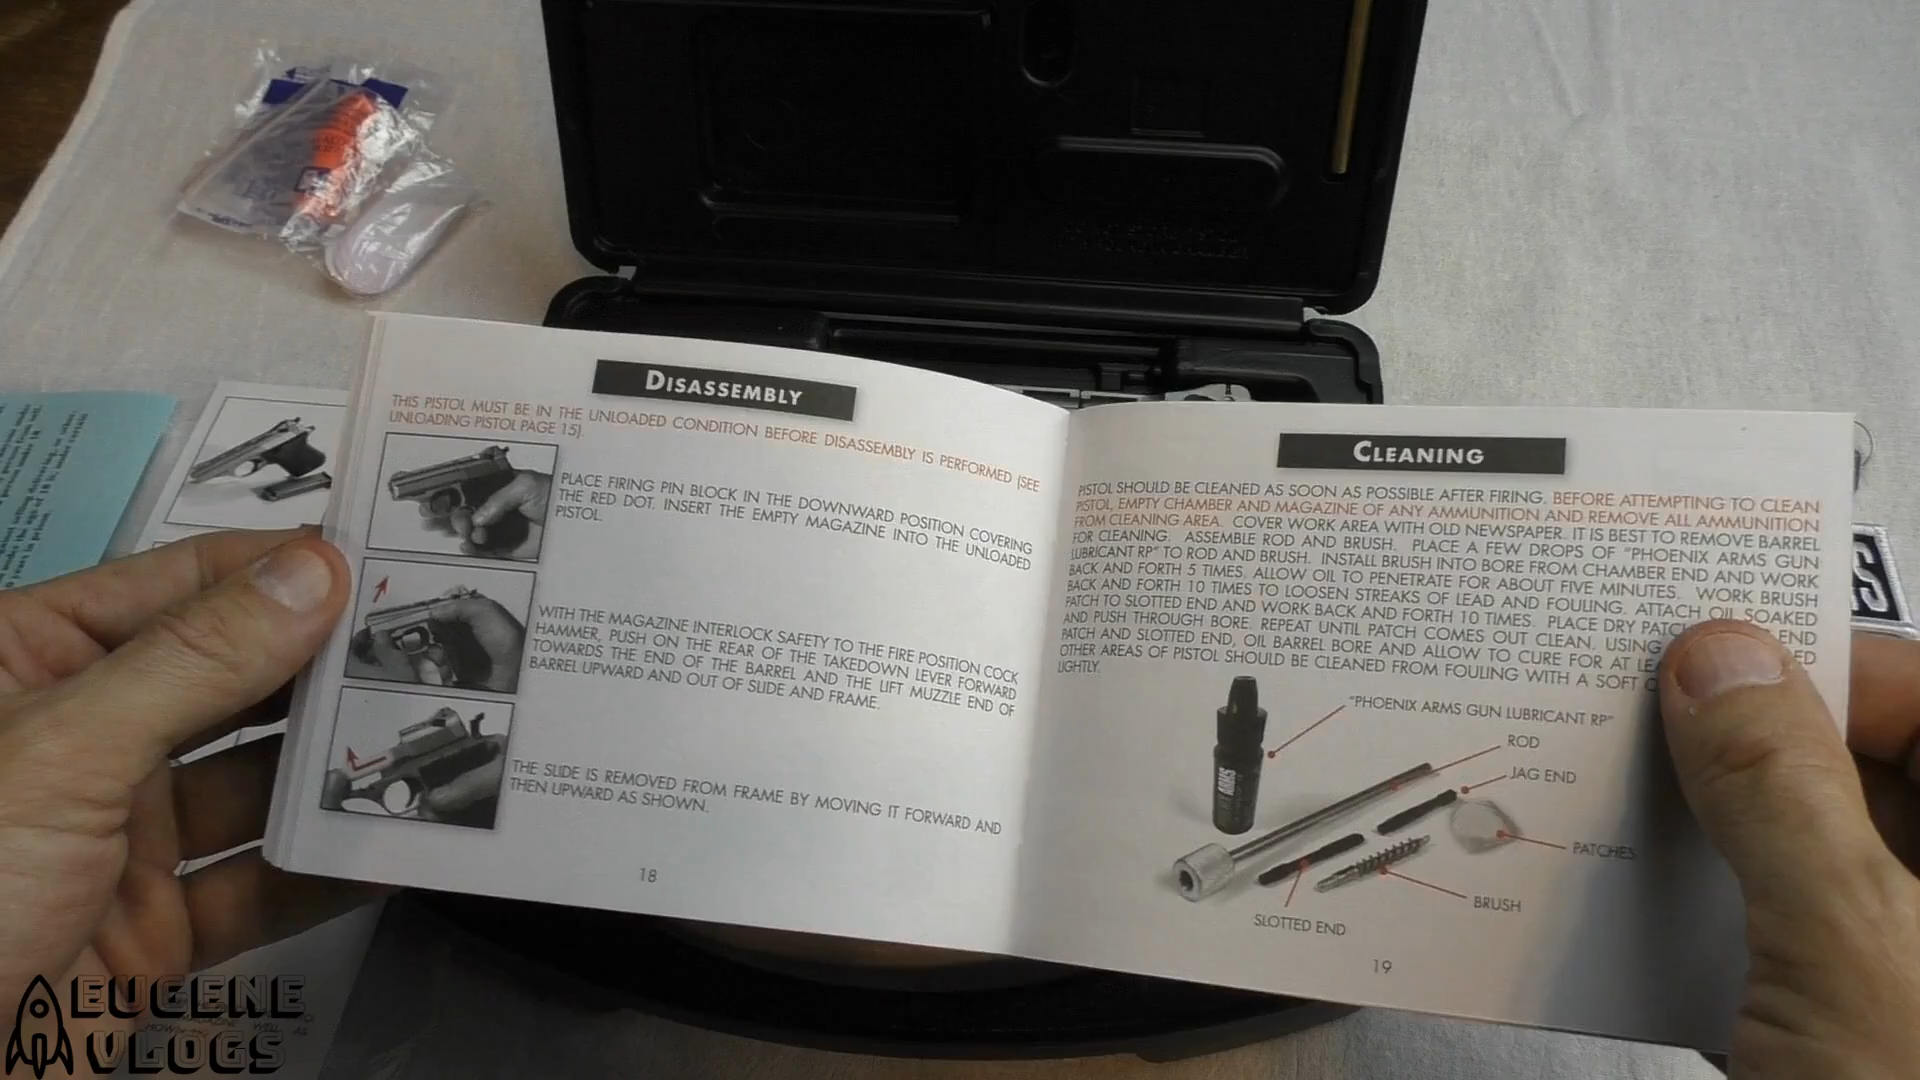 DISASSEMBLY
THIS PISTOL MUST BE IN THE UNLOADED CONDITION BEFORE DISASSEMBLY IS PERFORMED (SEE
UNLOADING PISTOL PAGE 15).
PLACE FIRING PIN BLOCK IN THE DOWNWARD POSITION COVERING
THE RED DOT. INSERT THE EMPTY MAGAZINE INTO THE UNLOADED
PISTOL.
WITH THE MAGAZINE INTERLOCK SAFETY TO THE FIRE POSITION COCK
HAMMER, PUSH ON THE REAR OF THE TAKEDOWN LEVER FORWARD
TOWARDS THE END OF THE BARREL AND THE LIFT MUZZLE END OF
BARREL UPWARD AND OUT OF SLIDE AND FRAME.
THE SLIDE IS REMOVED FROM FRAME BY MOVING IT FORWARD AND
THEN UPWARD AS SHOWN.
18
CLEANING
PISTOL SHOULD BE CLEANED AS SOON AS POSSIBLE AFTER FIRING. BEFORE ATTEMPTING TO CLEAN
PISTOL, EMPTY CHAMBER AND MAGAZINE OF ANY AMMUNITION AND REMOVE ALL AMMUNITION
FROM CLEANING AREA. COVER WORK AREA WITH OLD NEWSPAPER. IT IS BEST TO REMOVE BARREL
FOR CLEANING. ASSEMBLE ROD AND BRUSH. PLACE A FEW DROPS OF "PHOENIX ARMS GUN
LUBRICANT RP" TO ROD AND BRUSH. INSTALL BRUSH INTO BORE FROM CHAMBER END AND WORK
BACK AND FORTH 5 TIMES. ALLOW OIL TO PENETRATE FOR ABOUT FIVE MINUTES. WORK BRUSH
BACK AND FORTH 10 TIMES TO LOOSEN STREAKS OF LEAD AND FOULING. ATTACH OIL SOAKED
PATCH TO SLOTTED END AND WORK BACK AND FORTH 10 TIMES. PLACE DRY PATCH END
AND PUSH THROUGH BORE. REPEAT UNTIL PATCH COMES OUT CLEAN. USING
PATCH AND SLOTTED END, OIL BARREL BORE AND ALLOW TO CURE FOR AT
OTHER AREAS OF PISTOL SHOULD BE CLEANED FROM FOULING WITH A SOFT
LIGHTLY.
"PHOENIX ARMS GUN LUBRICANT RP"
ROD
JAG END
PATCHES
BRUSH
SLOTTED END
ARMS
19
EUGENE
VLOGS